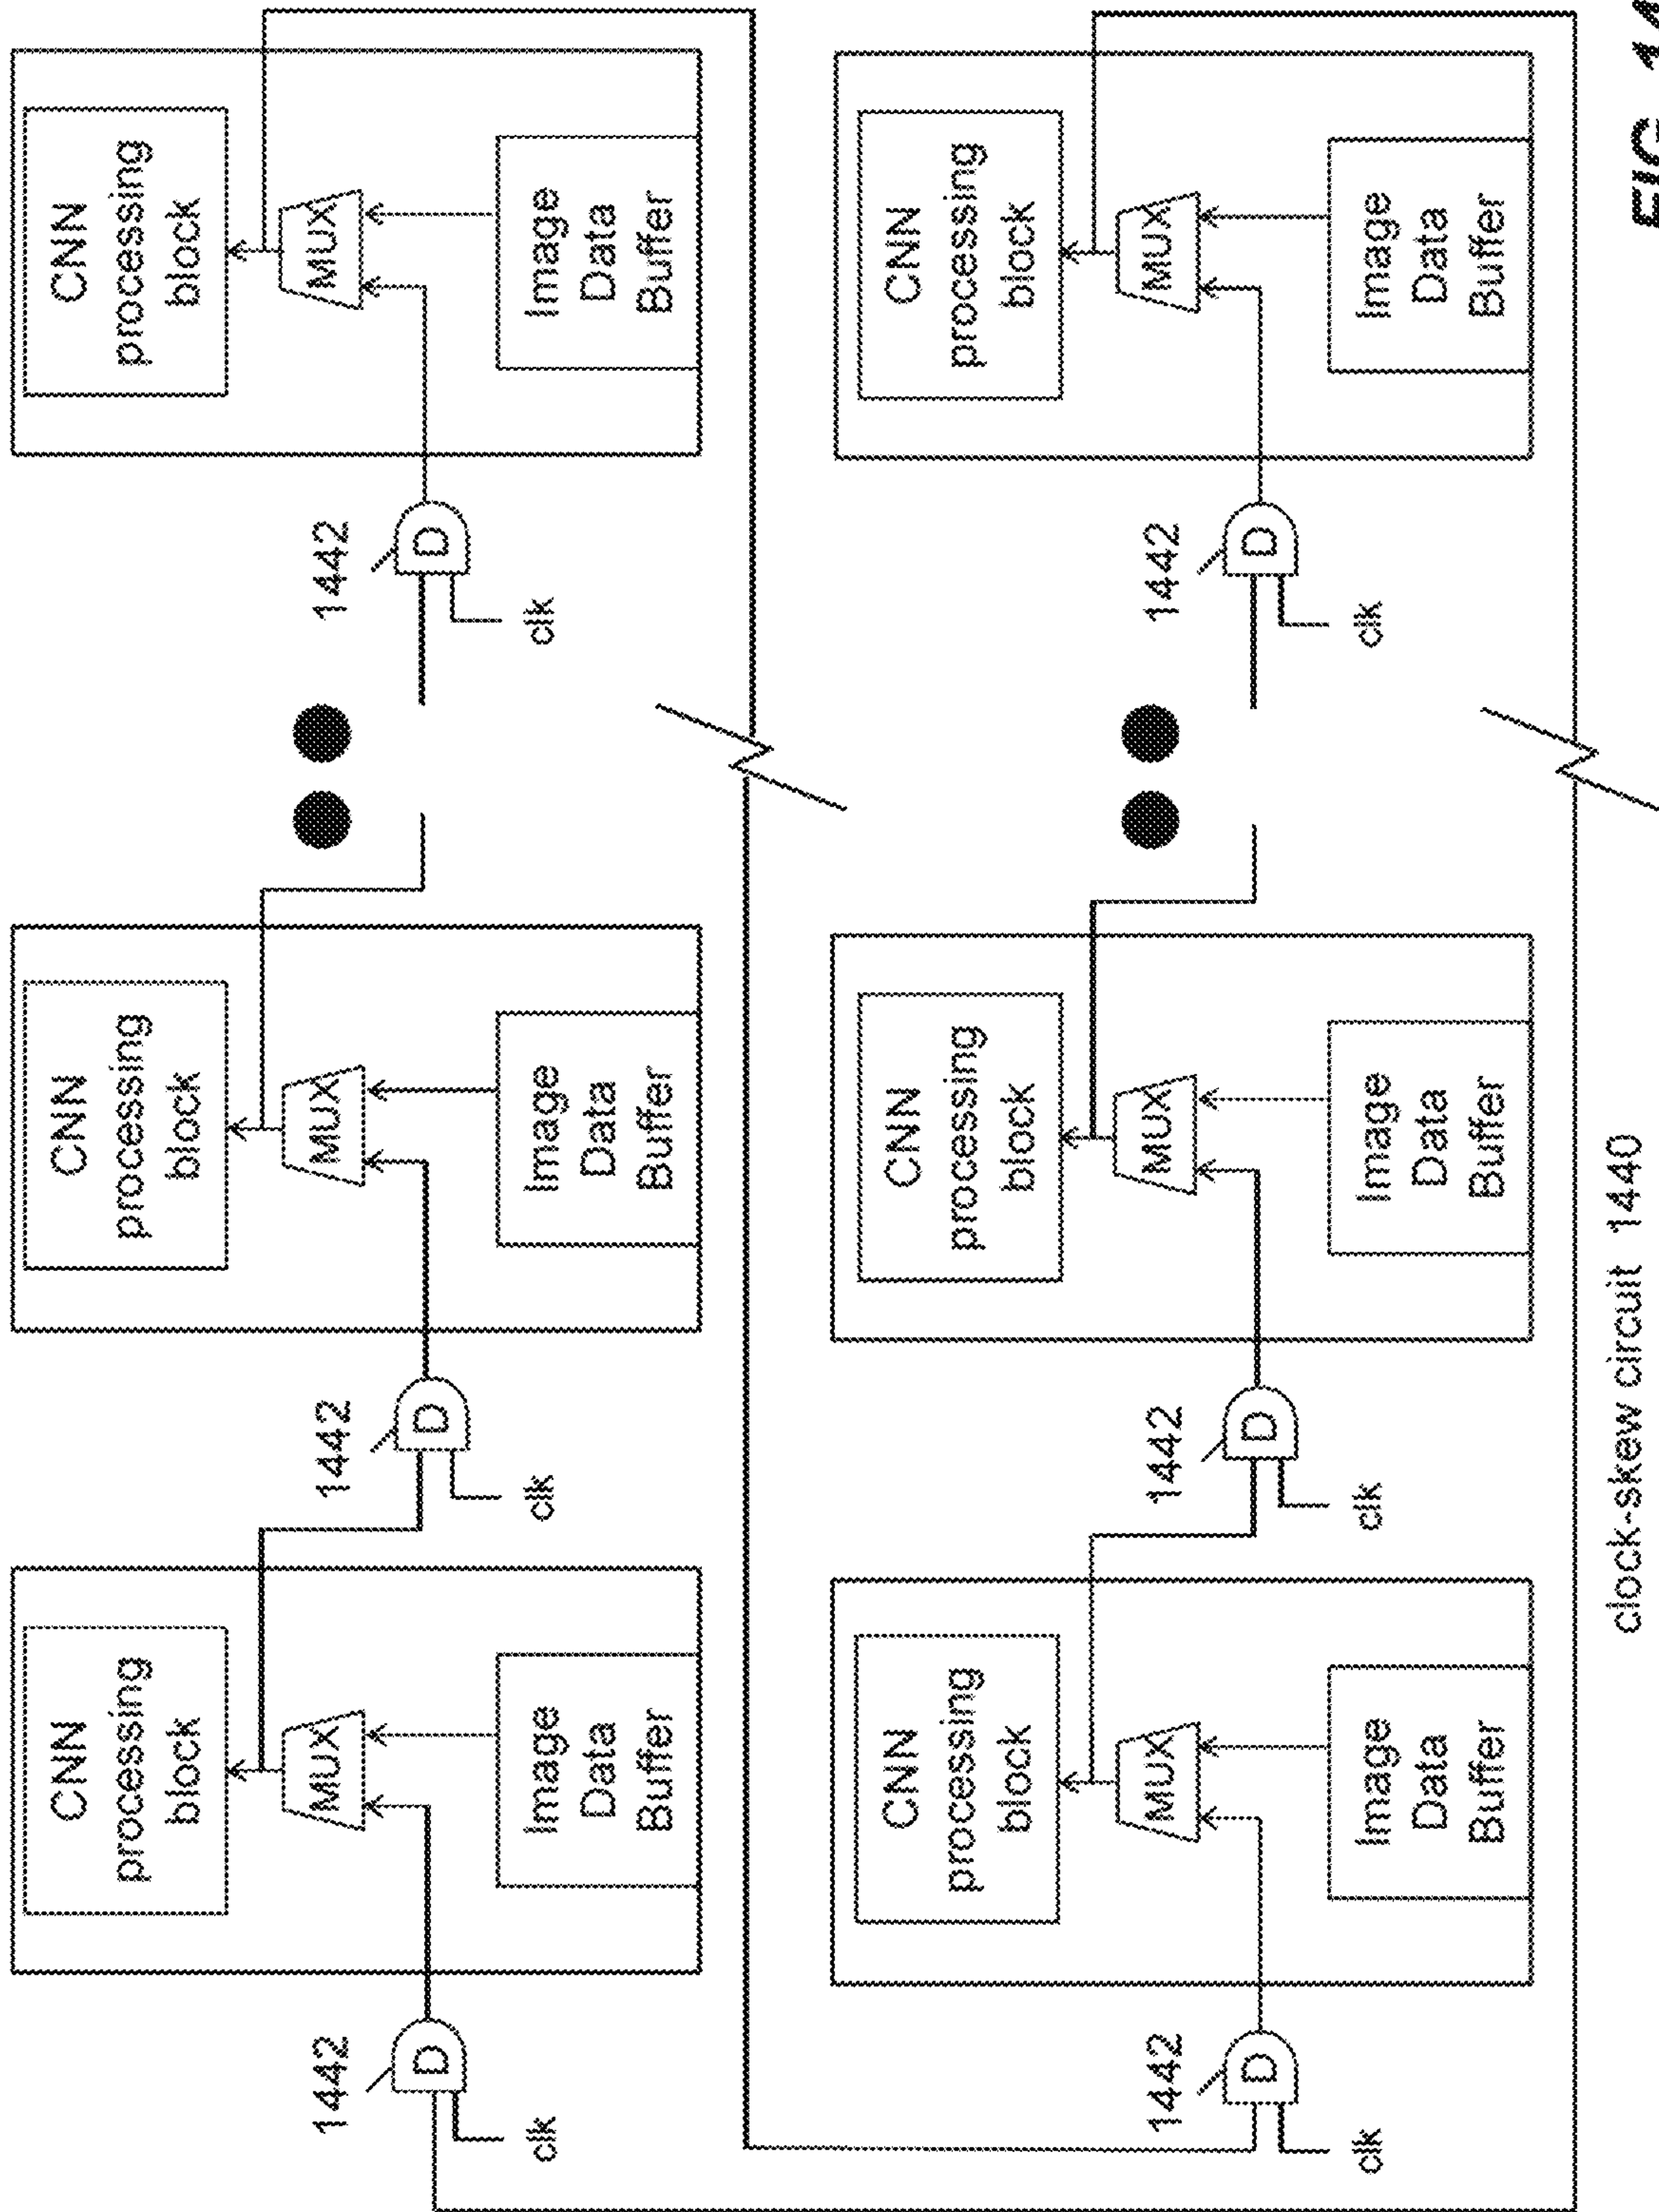 1442
D
clk
CNN
processing
block
MUX
Image
Data
Buffer
1442
D
clk
CNN
processing
block
MUX
Image
Data
Buffer
1442
D
clk
CNN
processing
block
MUX
Image
Data
Buffer
1442
D
clk
CNN
processing
block
MUX
Image
Data
Buffer
1442
D
clk
CNN
processing
block
MUX
Image
Data
Buffer
1442
D
clk
CNN
processing
block
MUX
Image
Data
Buffer
clock-skew circuit 1440
FIG.